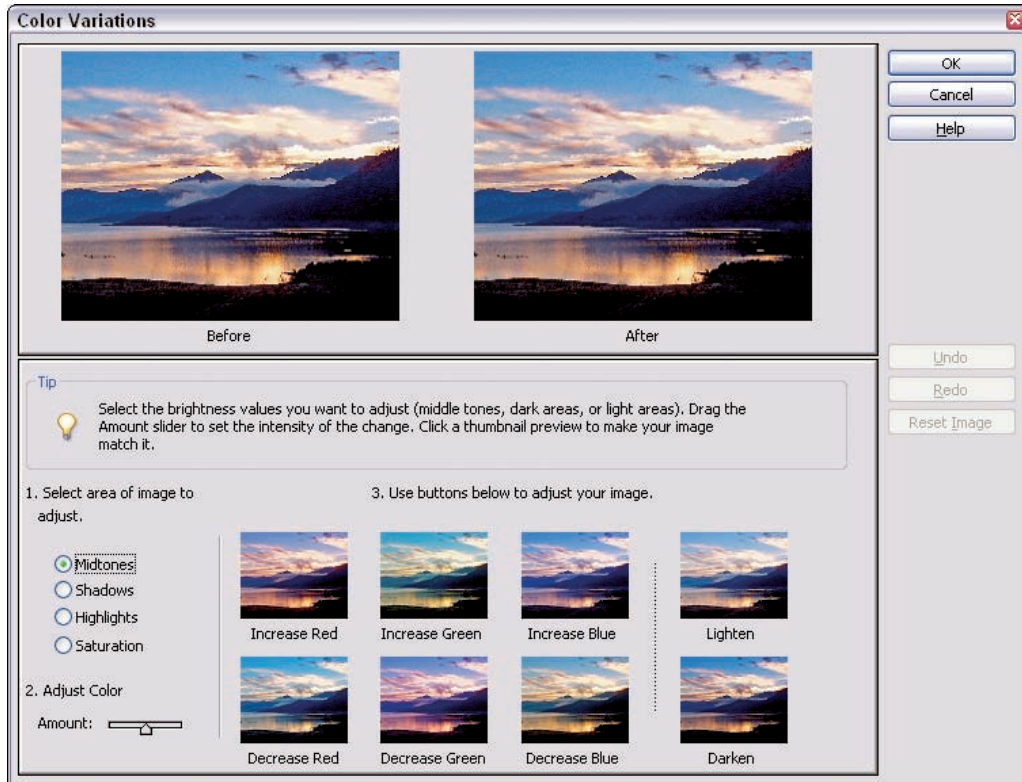 Color Variations
OK
Cancel
Help
Before
After
Undo
Redo
Reset Image
Tip
Select the brightness values you want to adjust (middle tones, dark areas, or light areas). Drag the
Amount slider to set the intensity of the change. Click a thumbnail preview to make your image
match it.
1. Select area of image to
adjust.
Midtones
Shadows
Highlights
Saturation
2. Adjust Color
Amount:
3. Use buttons below to adjust your image.
Increase Red
Increase Green
Increase Blue
Lighten
Decrease Red
Decrease Green
Decrease Blue
Darken